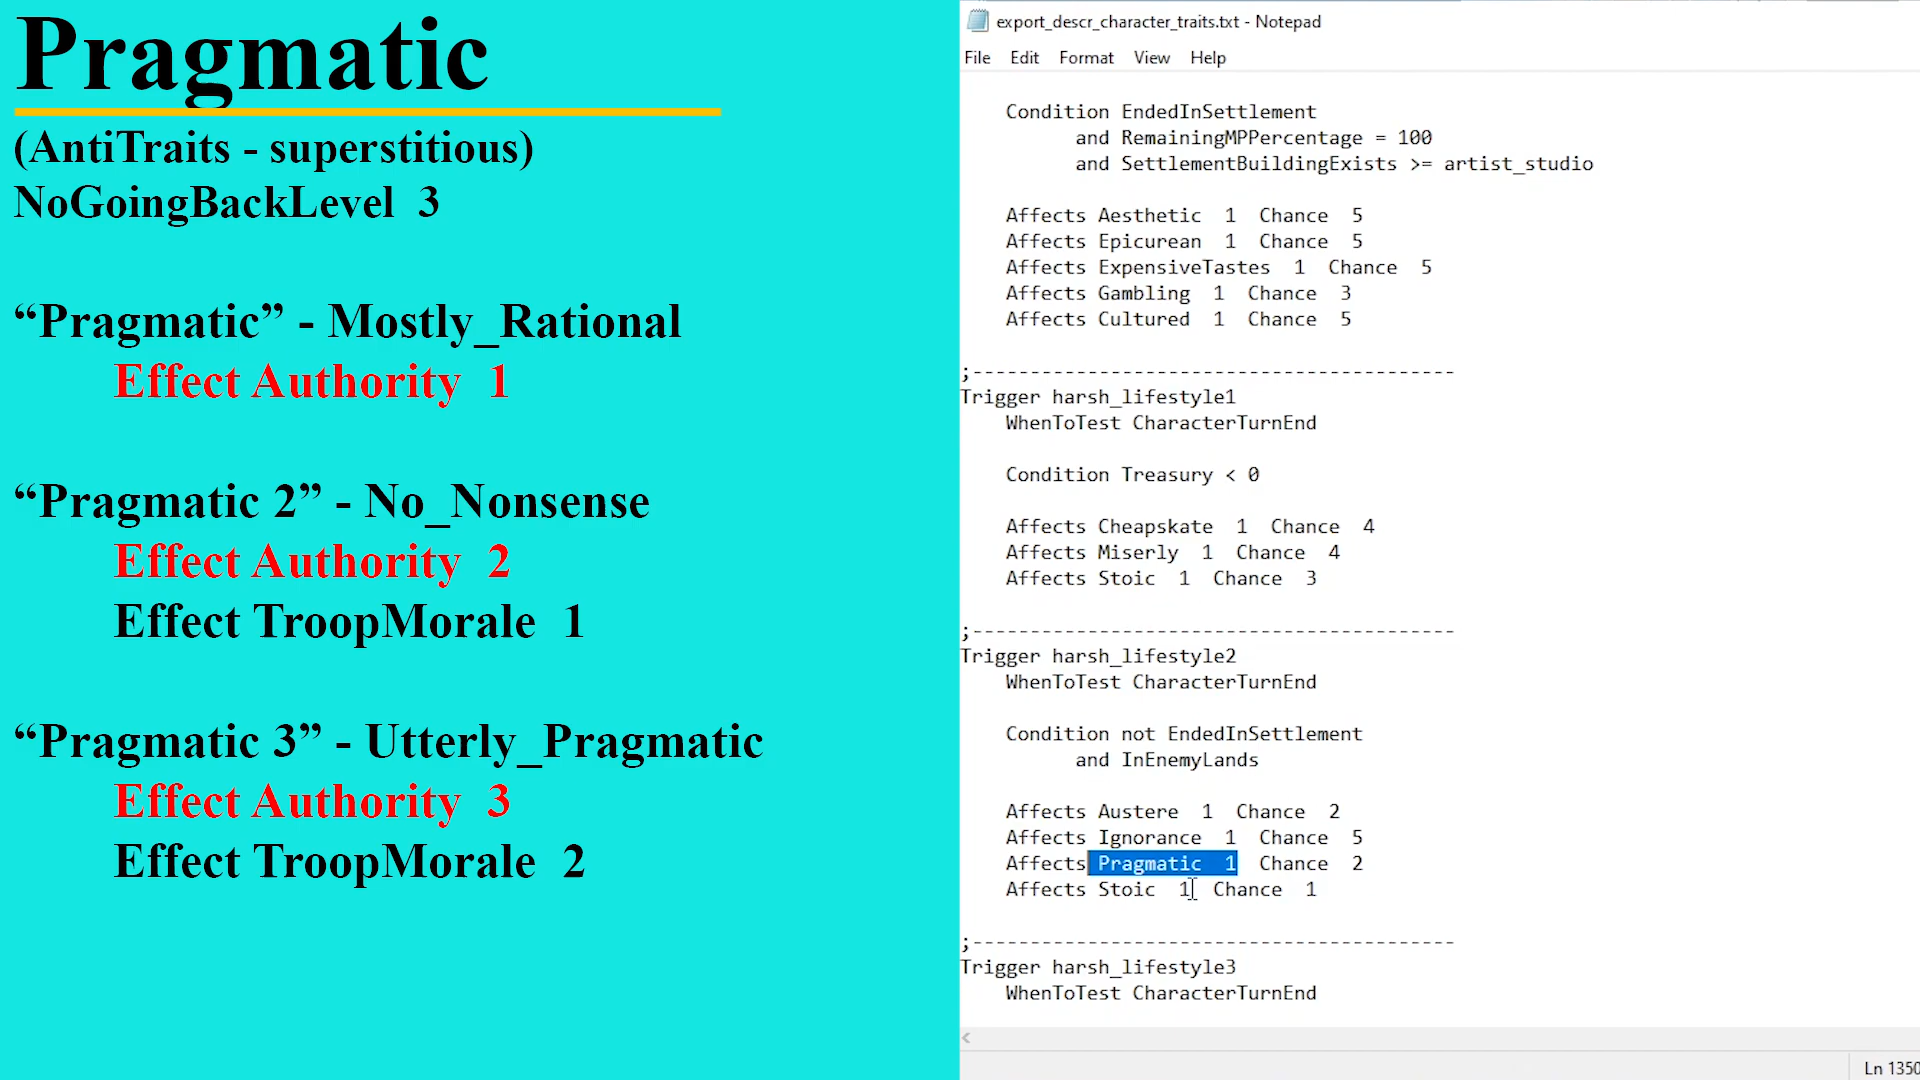 Pragmatic
(AntiTraits - superstitious)
NoGoingBackLevel 3
“Pragmatic” - Mostly_Rational
Effect Authority 1
“Pragmatic 2” - No_Nonsense
Effect Authority 2
Effect TroopMorale 1
“Pragmatic 3” - Utterly_Pragmatic
Effect Authority 3
Effect TroopMorale 2
export_descr_character_traits.txt - Notepad
File Edit Format View Help
Condition EndedInSettlement
and RemainingMPPercentage = 100
and SettlementBuildingExists >= artist_studio
Affects Aesthetic 1 Chance 5
Affects Epicurean 1 Chance 5
Affects ExpensiveTastes 1 Chance 5
Affects Gambling 1 Chance 3
Affects Cultured 1 Chance 5
;------------------------------------------
Trigger harsh_lifestyle1
WhenToTest CharacterTurnEnd
Condition Treasury < 0
Affects Cheapskate 1 Chance 4
Affects Miserly 1 Chance 4
Affects Stoic 1 Chance 3
;------------------------------------------
Trigger harsh_lifestyle2
WhenToTest CharacterTurnEnd
Condition not EndedInSettlement
and InEnemyLands
Affects Austere 1 Chance 2
Affects Ignorance 1 Chance 5
Affects Pragmatic 1 Chance 2
Affects Stoic 1 Chance 1
;------------------------------------------
Trigger harsh_lifestyle3
WhenToTest CharacterTurnEnd
Ln 1350